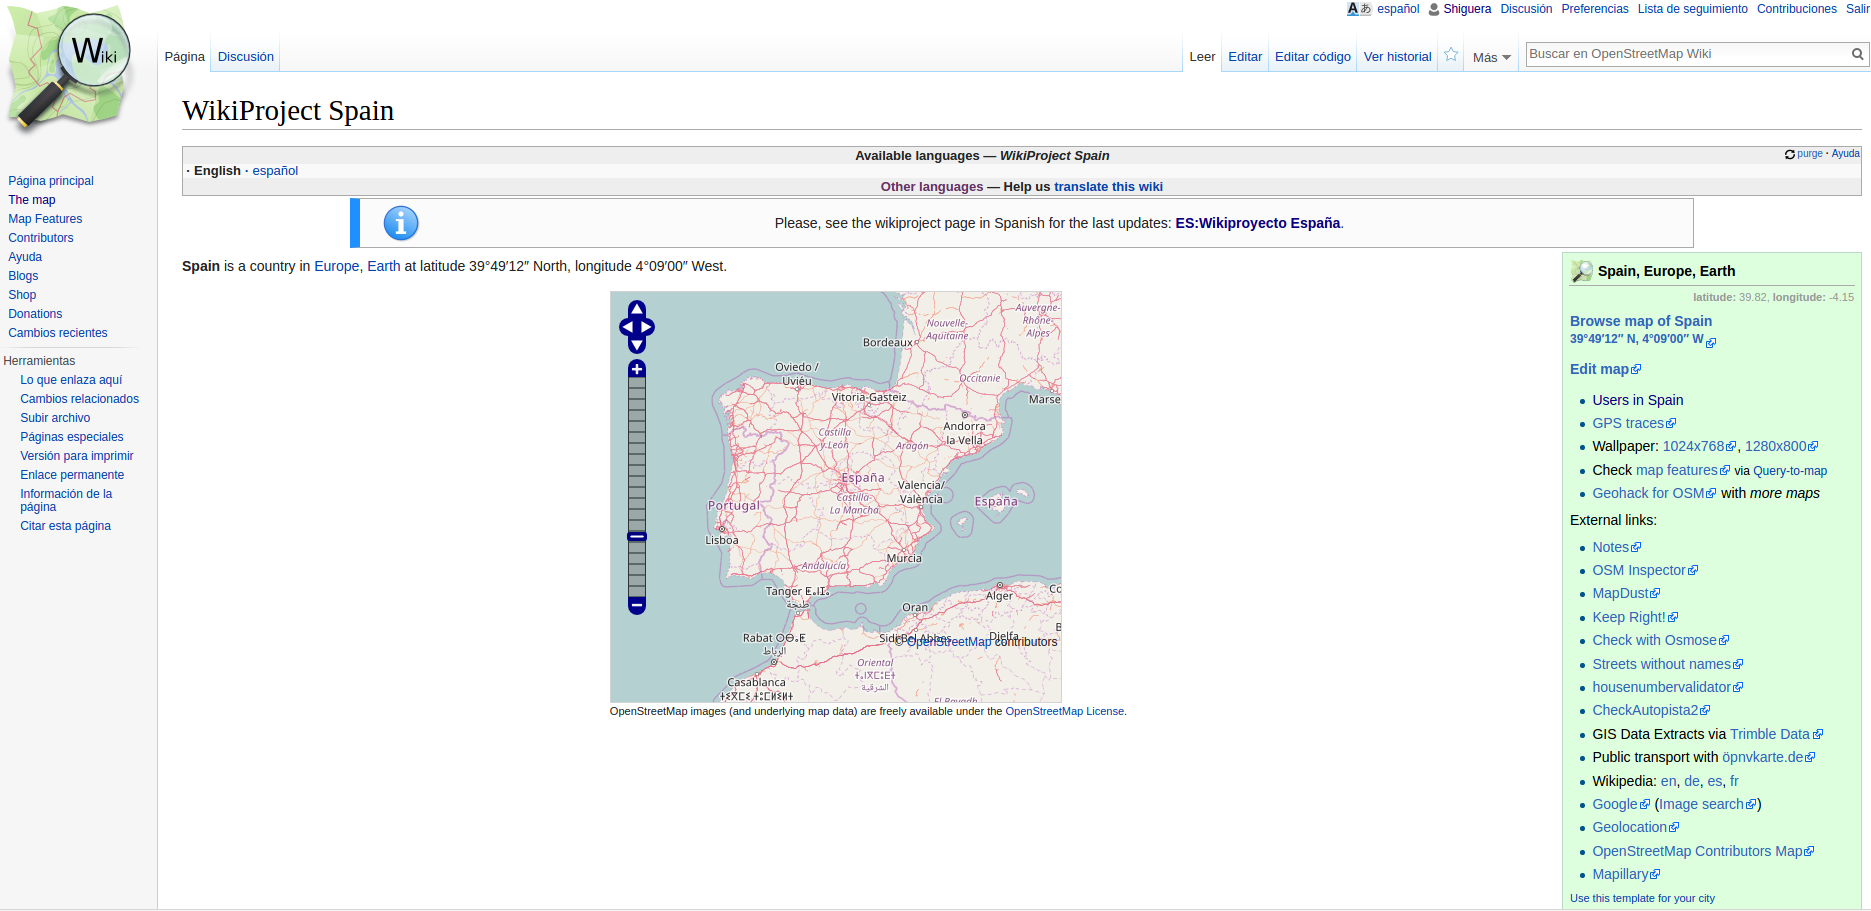 español Shiguera Discusión Preferencias Lista de seguimiento Contribuciones Salir
Wiki
Página Discusión Leer Editar Editar código Ver historial Más Buscar en OpenStreetMap Wiki
WikiProject Spain
Available languages — WikiProject Spain purge · Ayuda
· English · español
Other languages — Help us translate this wiki
Please, see the wikiproject page in Spanish for the last updates: ES:Wikiproyecto España.
Spain is a country in Europe, Earth at latitude 39°49′12″ North, longitude 4°09′00″ West.
Página principal
The map
Map Features
Contributors
Ayuda
Blogs
Shop
Donations
Cambios recientes
Herramientas
Lo que enlaza aquí
Cambios relacionados
Subir archivo
Páginas especiales
Versión para imprimir
Enlace permanente
Información de la
página
Citar esta página
Auvergne-
Rhône-
Alpes
Nouvelle-
Aquitaine
Bordeaux
Oviedo /
Uviéu
Occitanie
Vitoria-Gasteiz
Marse
Andorra
la Vella
Castilla
y León
Aragón
España
Valencia/
València
Castilla-
La Mancha
España
Portugal
Lisboa
Murcia
Andalucía
Tanger
طنجة
Alger
Oran
Rabat
الرباط
Sidi Bel Abbes
Djelfa
© OpenStreetMap contributors
Oriental
الشرقية
Casablanca
El Bayadh
OpenStreetMap images (and underlying map data) are freely available under the OpenStreetMap License.
Spain, Europe, Earth
latitude: 39.82, longitude: -4.15
Browse map of Spain
39°49′12″ N, 4°09′00″ W
Edit map
Users in Spain
GPS traces
Wallpaper: 1024x768, 1280x800
Check map features via Query-to-map
Geohack for OSM with more maps
External links:
Notes
OSM Inspector
MapDust
Keep Right!
Check with Osmose
Streets without names
housenumbervalidator
CheckAutopista2
GIS Data Extracts via Trimble Data
Public transport with öpnvkarte.de
Wikipedia: en, de, es, fr
Google (Image search)
Geolocation
OpenStreetMap Contributors Map
Mapillary
Use this template for your city